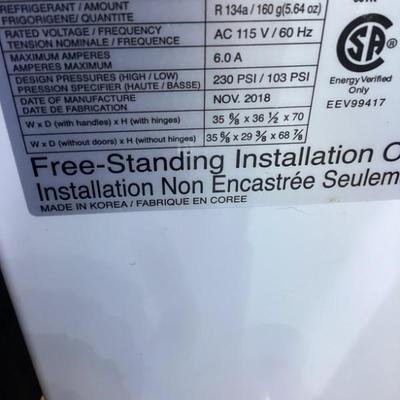 REFRIGERANT / AMOUNT
FRIGORIGENE/ QUANTITY
R 134a / 160 g(5.64 oz)
RATED VOLTAGE / FREQUENCY
TENSION NOMINALE / FREQUENCY
AC 115 V / 60 Hz
MAXIMUM AMPERES
AMPERES MAXIMUM
6.0 A
DESIGN PRESSURES (HIGH / LOW)
PRESSION SPECIFIER (HAUTE / BASSE)
230 PSI / 103 PSI
DATE OF MANUFACTURE
DATE DE FABRICATION
NOV. 2018
W x D (with handles) x H (with hinges)
35 5/8 x 36 1/2 x 70
W x D (without doors) x H (without hinges)
35 5/8 x 29 3/8 x 68 7/8
SA
®
Energy Verified
Only
EEV99417
Free-Standing Installation O
Installation Non Encastrée Seulem
MADE IN KOREA / FABRIQUE EN COREE